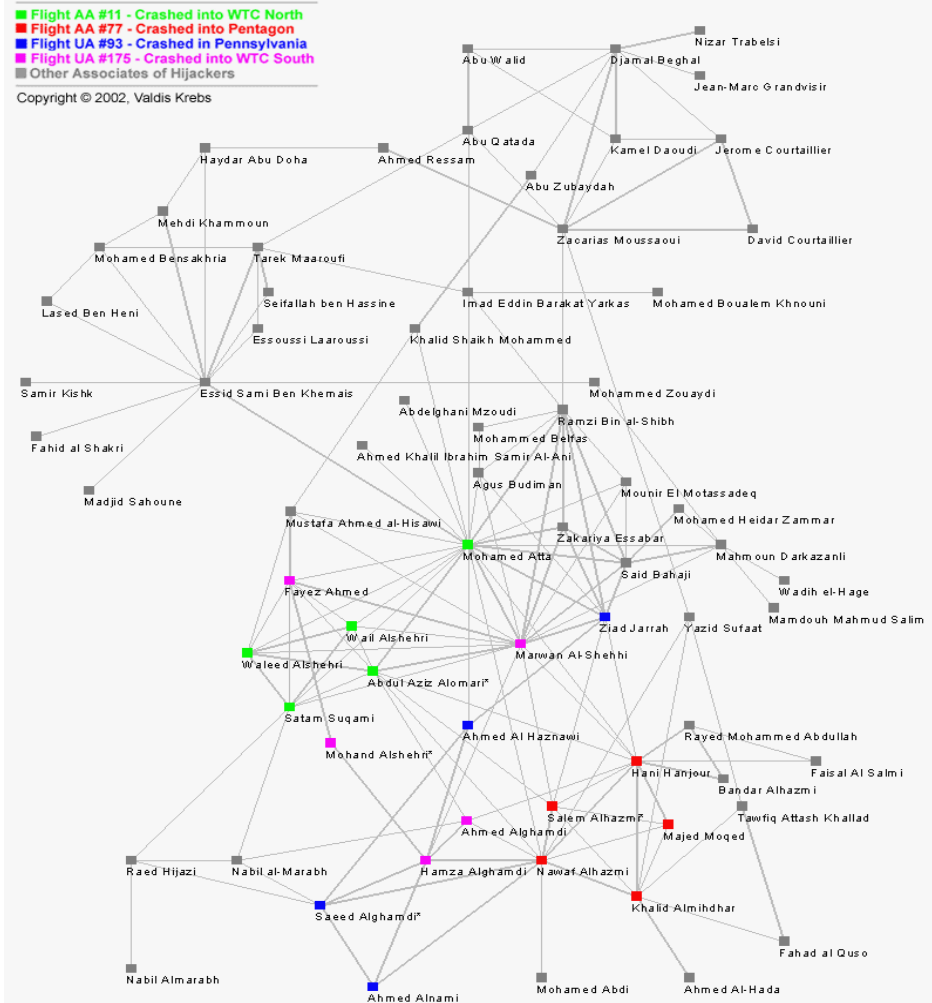 Flight AA #11 - Crashed into WTC North
Flight AA #77 - Crashed into Pentagon
Flight UA #93 - Crashed in Pennsylvania
Flight UA #175 - Crashed into WTC South
Other Associates of Hijackers
Copyright © 2002, Valdis Krebs
Nizar Trabelsi
Abu Walid
Djamal Beghal
Jean-Marc Grandvisir
Abu Qatada
Kamel Daoudi
Jerome Courtaillier
Haydar Abu Doha
Ahmed Ressam
Abu Zubaydah
Mehdi Khammoun
Zacarias Moussaoui
David Courtaillier
Mohamed Bensakhria
Tarek Maaroufi
Lased Ben Heni
Seifallah ben Hassine
Imad Eddin Barakat Yarkas
Mohamed Boualem Khnouni
Essoussi Laaroussi
Khalid Shaikh Mohammed
Samir Kishk
Essid Sami Ben Khemais
Mohammed Zouaydi
Abdelghani Mzoudi
Ramzi Bin al-Shibh
Mohammed Belfas
Fahid al Shakri
Ahmed Khalil Ibrahim Samir Al-Ani
Agus Budiman
Mounir El Motassadeq
Madjid Sahoune
Mustafa Ahmed al-Hisawi
Mohamed Heidar Zammar
Zakariya Essabar
Mohamed Atta
Mahmoun Darkazanli
Said Bahaji
Fayez Ahmed
Wadih el-Hage
Mamdouh Mahmud Salim
Wail Alshehri
Ziad Jarrah
Yazid Sufaat
Waleed Alshehri
Marwan Al-Shehhi
Abdul Aziz Alomari*
Satam Suqami
Ahmed Al Haznawi
Rayed Mohammed Abdullah
Mohand Alshehri*
Hani Hanjour
Faisal Al Salmi
Bandar Alhazmi
Salem Alhazmi*
Tawfiq Attash Khallad
Ahmed Alghamdi
Majed Moqed
Raed Hijazi
Nabil al-Marabh
Hamza Alghamdi
Nawaf Alhazmi
Saeed Alghamdi*
Khalid Almihdhar
Fahad al Quso
Nabil Almarabh
Mohamed Abdi
Ahmed Al-Hada
Ahmed Alnami